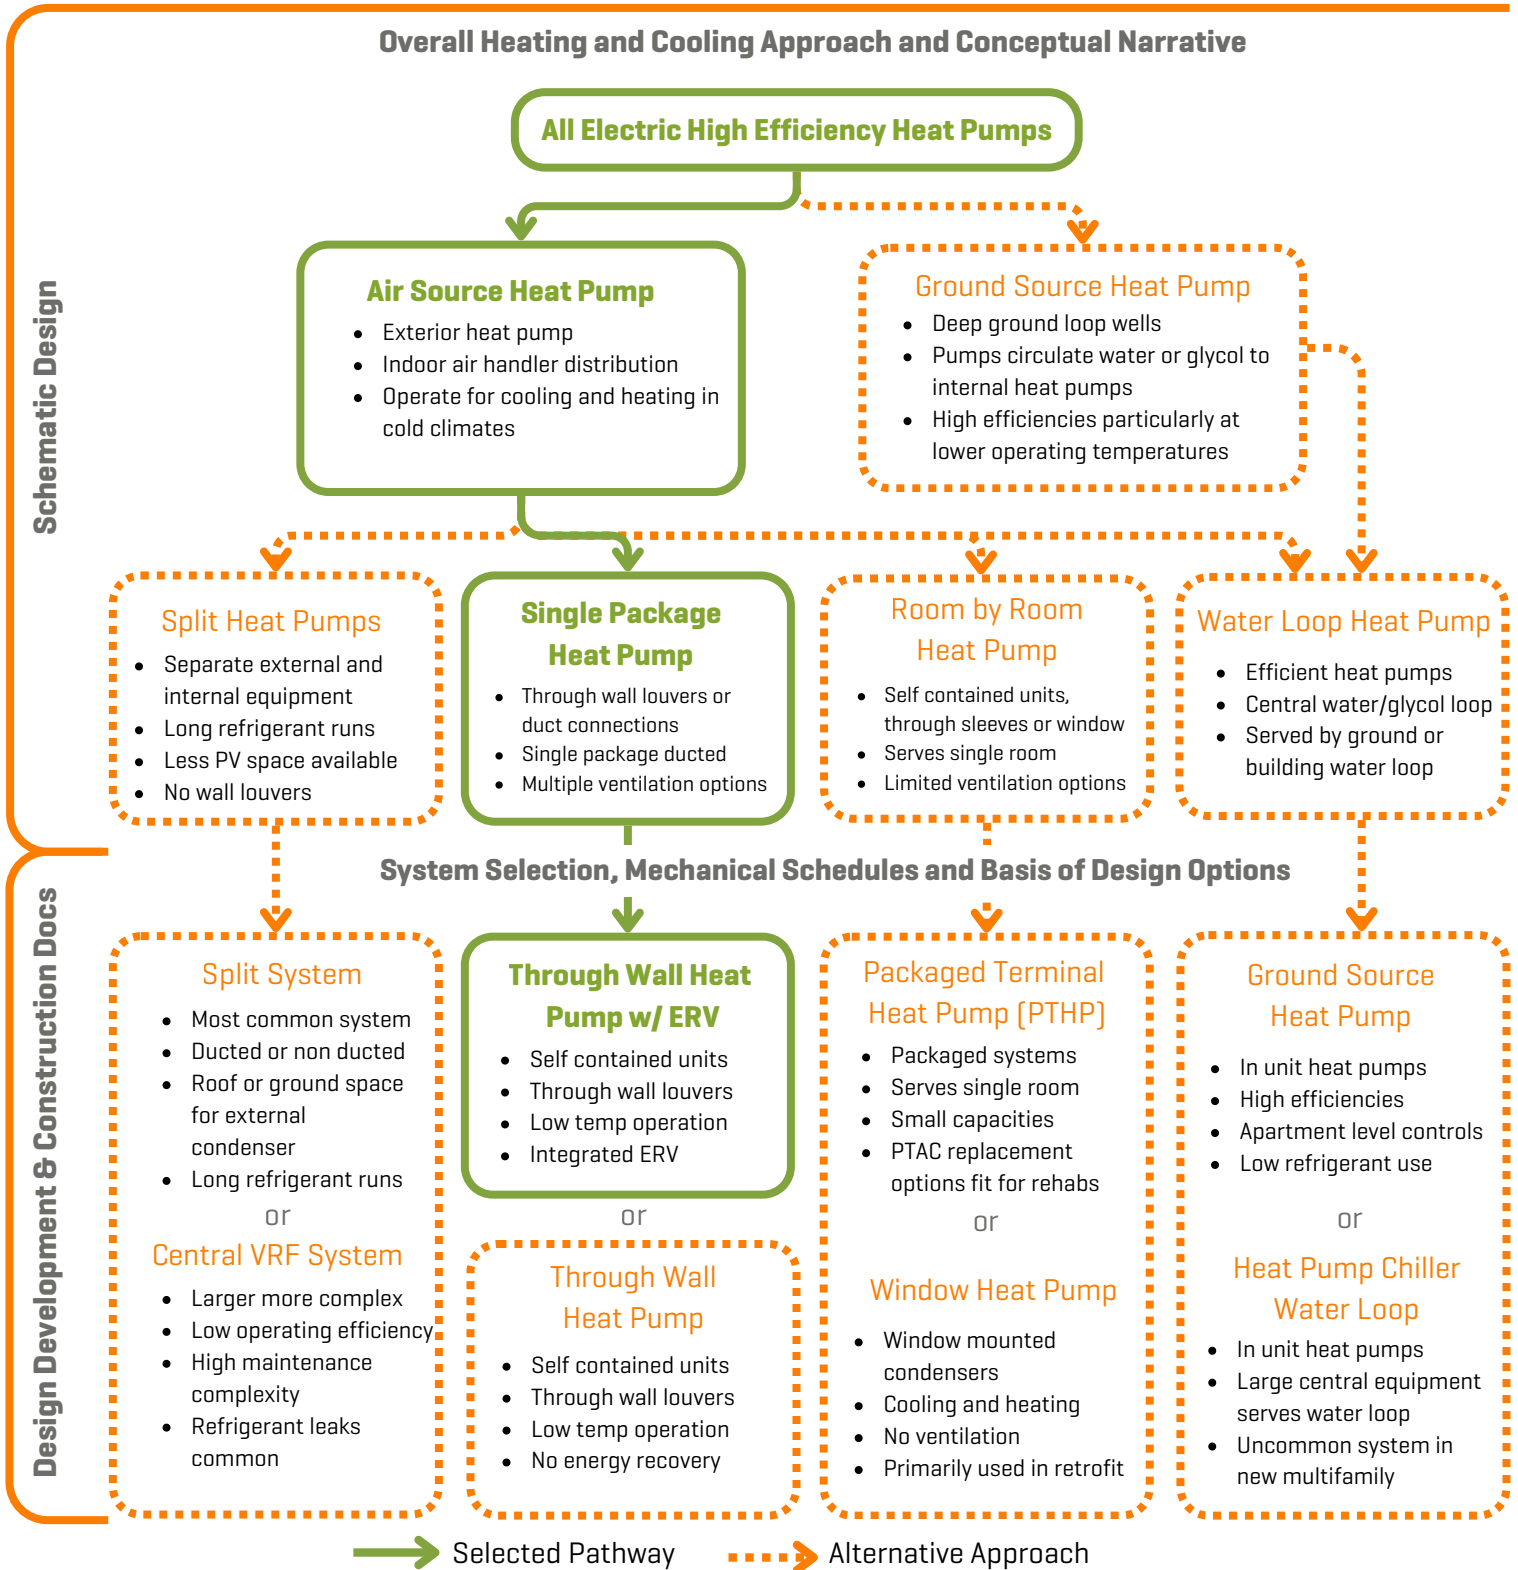 Overall Heating and Cooling Approach and Conceptual Narrative
All Electric High Efficiency Heat Pumps
Schematic Design
Air Source Heat Pump
• Exterior heat pump
• Indoor air handler distribution
• Operate for cooling and heating in
cold climates
Ground Source Heat Pump
• Deep ground loop wells
• Pumps circulate water or glycol to
internal heat pumps
• High efficiencies particularly at
lower operating temperatures
Split Heat Pumps
• Separate external and
internal equipment
• Long refrigerant runs
• Less PV space available
• No wall louvers
Single Package
Heat Pump
• Through wall louvers or
duct connections
• Single package ducted
• Multiple ventilation options
Room by Room
Heat Pump
• Self contained units,
through sleeves or window
• Serves single room
• Limited ventilation options
Water Loop Heat Pump
• Efficient heat pumps
• Central water/glycol loop
• Served by ground or
building water loop
System Selection, Mechanical Schedules and Basis of Design Options
Design Development & Construction Docs
Split System
• Most common system
• Ducted or non ducted
• Roof or ground space
for external
condenser
• Long refrigerant runs
or
Central VRF System
• Larger more complex
• Low operating efficiency
• High maintenance
complexity
• Refrigerant leaks
common
Through Wall Heat
Pump w/ ERV
• Self contained units
• Through wall louvers
• Low temp operation
• Integrated ERV
or
Through Wall
Heat Pump
• Self contained units
• Through wall louvers
• Low temp operation
• No energy recovery
Packaged Terminal
Heat Pump (PTHP)
• Packaged systems
• Serves single room
• Small capacities
• PTAC replacement
options fit for rehabs
or
Window Heat Pump
• Window mounted
condensers
• Cooling and heating
• No ventilation
• Primarily used in retrofit
Ground Source
Heat Pump
• In unit heat pumps
• High efficiencies
• Apartment level controls
• Low refrigerant use
or
Heat Pump Chiller
Water Loop
• In unit heat pumps
• Large central equipment
serves water loop
• Uncommon system in
new multifamily
Selected Pathway
Alternative Approach